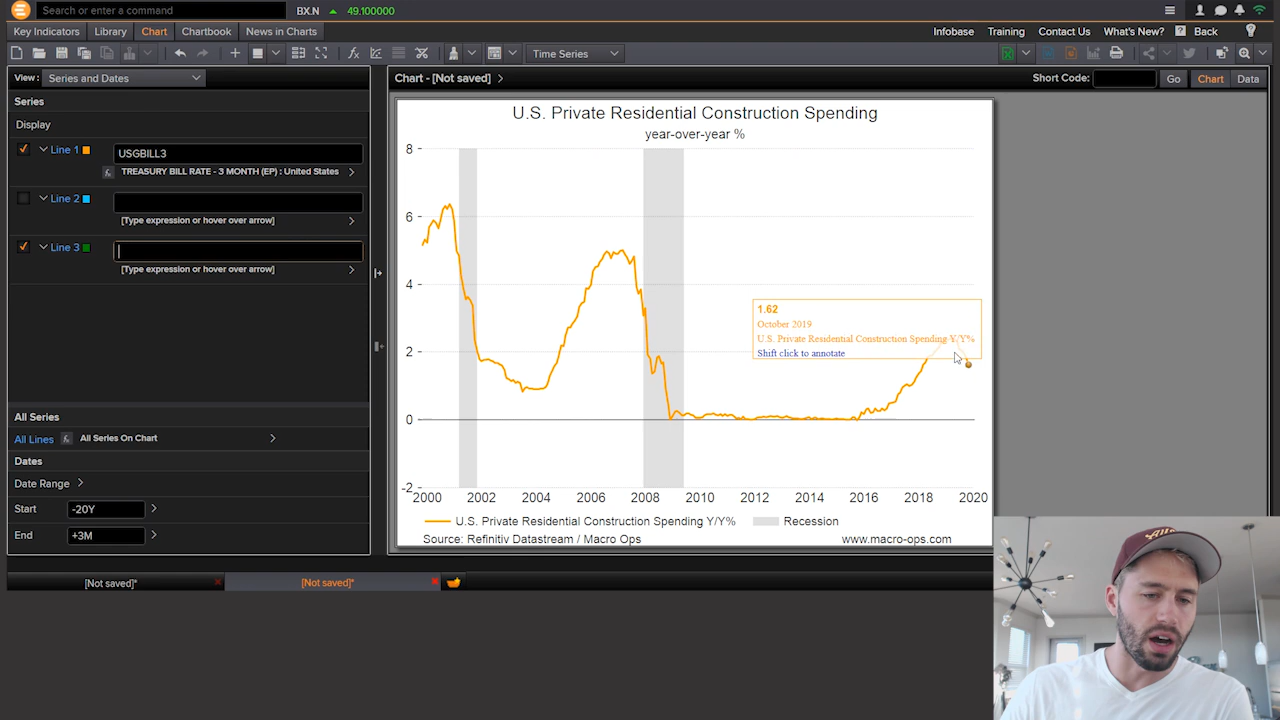 Search or enter a command
BX.N 49.100000
Key Indicators Library Chart Chartbook News in Charts
Infobase Training Contact Us What's New? Back
Time Series
View : Series and Dates
Chart - [Not saved]
Short Code: Go Chart Data
Series
Display
Line 1 USGBILL3
TREASURY BILL RATE - 3 MONTH (EP) : United States
Line 2
[Type expression or hover over arrow]
Line 3
[Type expression or hover over arrow]
All Series
All Lines All Series On Chart
Dates
Date Range
Start -20Y
End +3M
U.S. Private Residential Construction Spending
year-over-year %
8
6
4
2
0
-2
1.62
October 2019
U.S. Private Residential Construction Spending Y/Y%
Shift click to annotate
2000 2002 2004 2006 2008 2010 2012 2014 2016 2018 2020
U.S. Private Residential Construction Spending Y/Y% Recession
Source: Refinitiv Datastream / Macro Ops www.macro-ops.com
[Not saved]* [Not saved]*